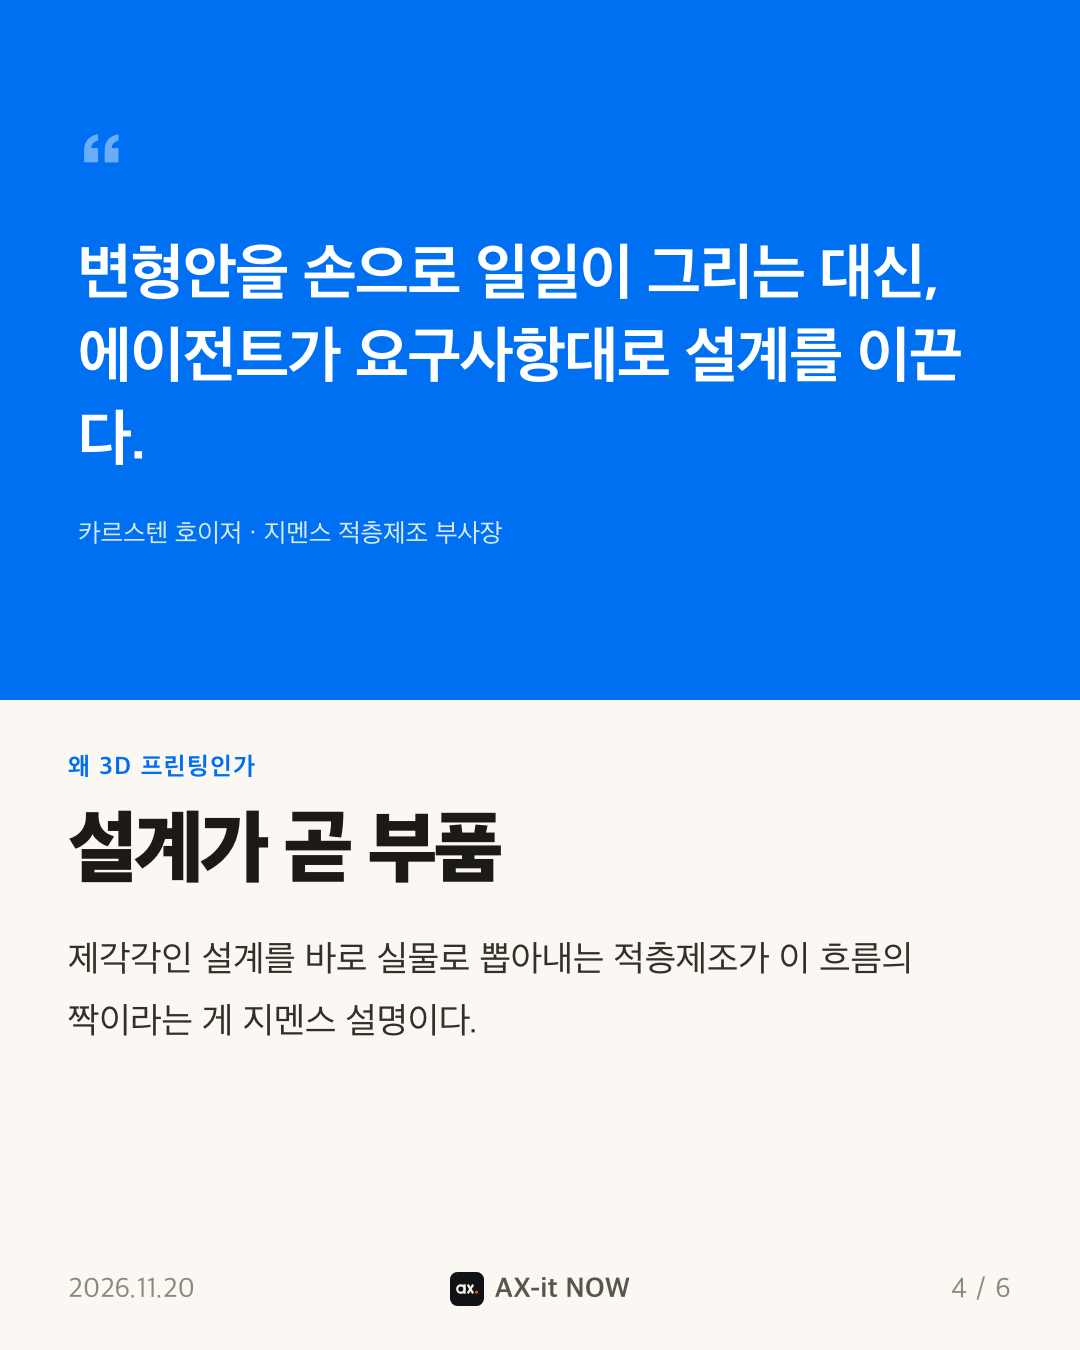 “
변형안을 손으로 일일이 그리는 대신,
에이전트가 요구사항대로 설계를 이끈
다.
카르스텐 호이저 · 지멘스 적층제조 부사장
왜 3D 프린팅인가
설계가 곧 부품
제각각인 설계를 바로 실물로 뽑아내는 적층제조가 이 흐름의
짝이라는 게 지멘스 설명이다.
2026.11.20
ax. AX-it NOW
4 / 6